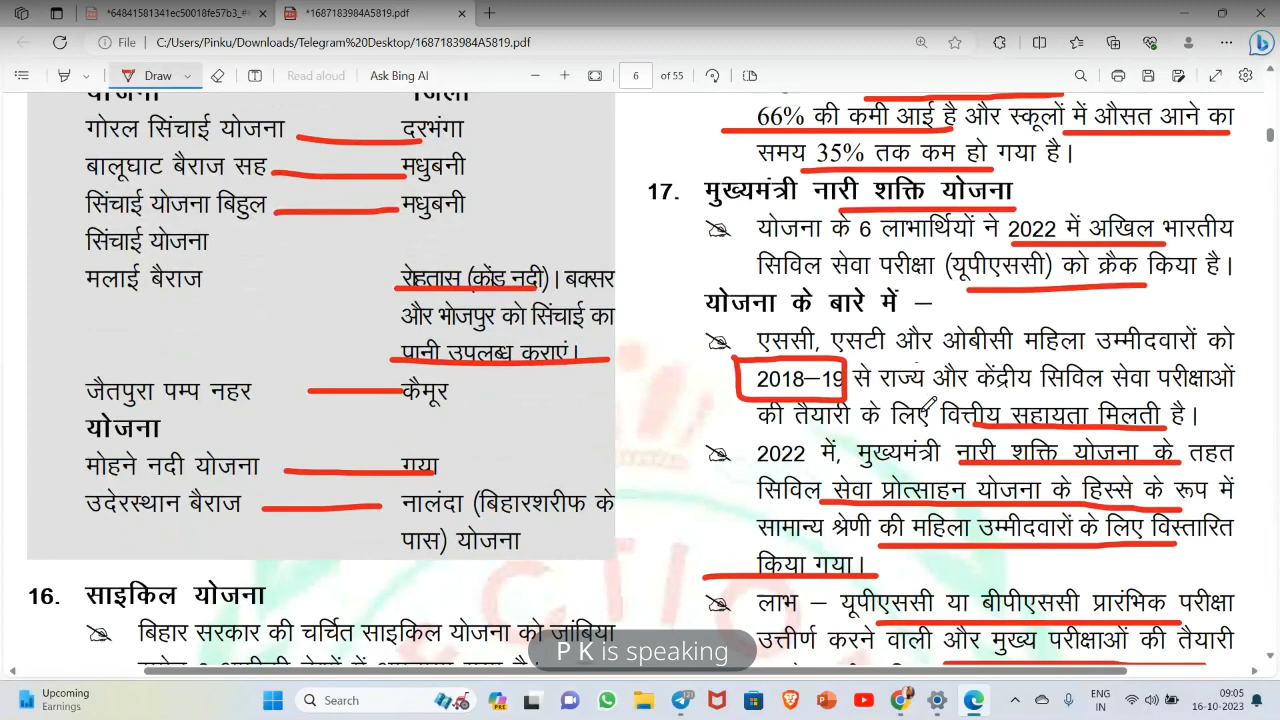 *64841581341ec50018fe57b3_#
*1687183984A5819.pdf
File
C:/Users/Pinku/Downloads/Telegram%20Desktop/1687183984A5819.pdf
Draw
Read aloud
Ask Bing AI
6
of 55
योजना
जिला
गोरल सिंचाई योजना
दरभंगा
बालूघाट बैराज सह
मधुबनी
सिंचाई योजना बिहुल
मधुबनी
सिंचाई योजना
मलाई बैराज
रोहतास (कोंड नदी)। बक्सर
और भोजपुर को सिंचाई का
पानी उपलब्ध कराएं।
जैतपुरा पम्प नहर
कैमूर
योजना
मोहने नदी योजना
गया
उदेरस्थान बैराज
नालंदा (बिहारशरीफ के
पास) योजना
16. साइकिल योजना
बिहार सरकार की चर्चित साइकिल योजना को जांबिया
66% की कमी आई है और स्कूलों में औसत आने का
समय 35% तक कम हो गया है।
17. मुख्यमंत्री नारी शक्ति योजना
योजना के 6 लाभार्थियों ने 2022 में अखिल भारतीय
सिविल सेवा परीक्षा (यूपीएससी) को क्रैक किया है।
योजना के बारे में –
एससी, एसटी और ओबीसी महिला उम्मीदवारों को
2018–19 से राज्य और केंद्रीय सिविल सेवा परीक्षाओं
की तैयारी के लिए वित्तीय सहायता मिलती है।
2022 में, मुख्यमंत्री नारी शक्ति योजना के तहत
सिविल सेवा प्रोत्साहन योजना के हिस्से के रूप में
सामान्य श्रेणी की महिला उम्मीदवारों के लिए विस्तारित
किया गया।
लाभ – यूपीएससी या बीपीएससी प्रारंभिक परीक्षा
उत्तीर्ण करने वाली और मुख्य परीक्षाओं की तैयारी
P K is speaking
Upcoming
Earnings
Search
ENG
IN
09:05
16-10-2023